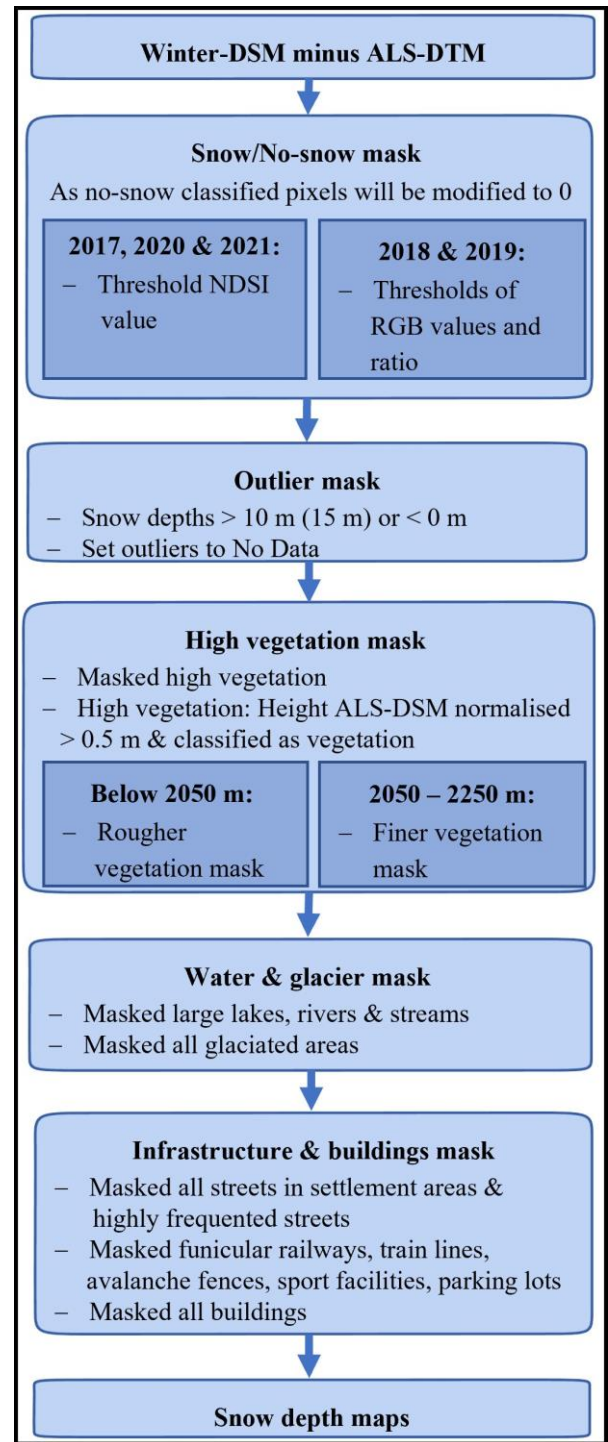 Winter-DSM minus ALS-DTM
Snow/No-snow mask
As no-snow classified pixels will be modified to 0
2017, 2020 & 2021:
– Threshold NDSI
value
2018 & 2019:
– Thresholds of
RGB values and
ratio
Outlier mask
– Snow depths > 10 m (15 m) or < 0 m
– Set outliers to No Data
High vegetation mask
– Masked high vegetation
– High vegetation: Height ALS-DSM normalised
> 0.5 m & classified as vegetation
Below 2050 m:
– Rougher
vegetation mask
2050 – 2250 m:
– Finer vegetation
mask
Water & glacier mask
– Masked large lakes, rivers & streams
– Masked all glaciated areas
Infrastructure & buildings mask
– Masked all streets in settlement areas &
highly frequented streets
– Masked funicular railways, train lines,
avalanche fences, sport facilities, parking lots
– Masked all buildings
Snow depth maps